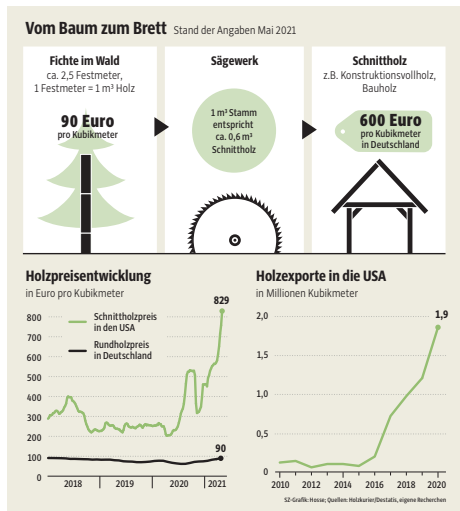 Vom Baum zum Brett Stand der Angaben Mai 2021
Fichte im Wald
ca. 2,5 Festmeter,
1 Festmeter = 1 m³ Holz
90 Euro
pro Kubikmeter
Sägewerk
1 m³ Stamm
entspricht
ca. 0,6 m³
Schnittholz
Schnittholz
z.B. Konstruktionsvollholz,
Bauholz
600 Euro
pro Kubikmeter
in Deutschland
Holzpreisentwicklung
in Euro pro Kubikmeter
829
800
700
600
500
400
300
200
100
0
Schnittholzpreis
in den USA
Rundholzpreis
in Deutschland
90
2018 2019 2020 2021
Holzexporte in die USA
in Millionen Kubikmeter
1,9
2,0
1,5
1,0
0,5
0
2010 2012 2014 2016 2018 2020
SZ-Grafik: Hosse; Quellen: Holzkurier/Destatis, eigene Recherchen